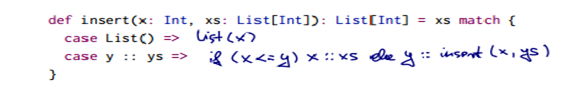 def insert(x: Int, xs: List[Int]): List[Int] = xs match {
case List() => List(x)
case y :: ys => if (x <= y) x :: xs else y :: insert (x, ys)
}